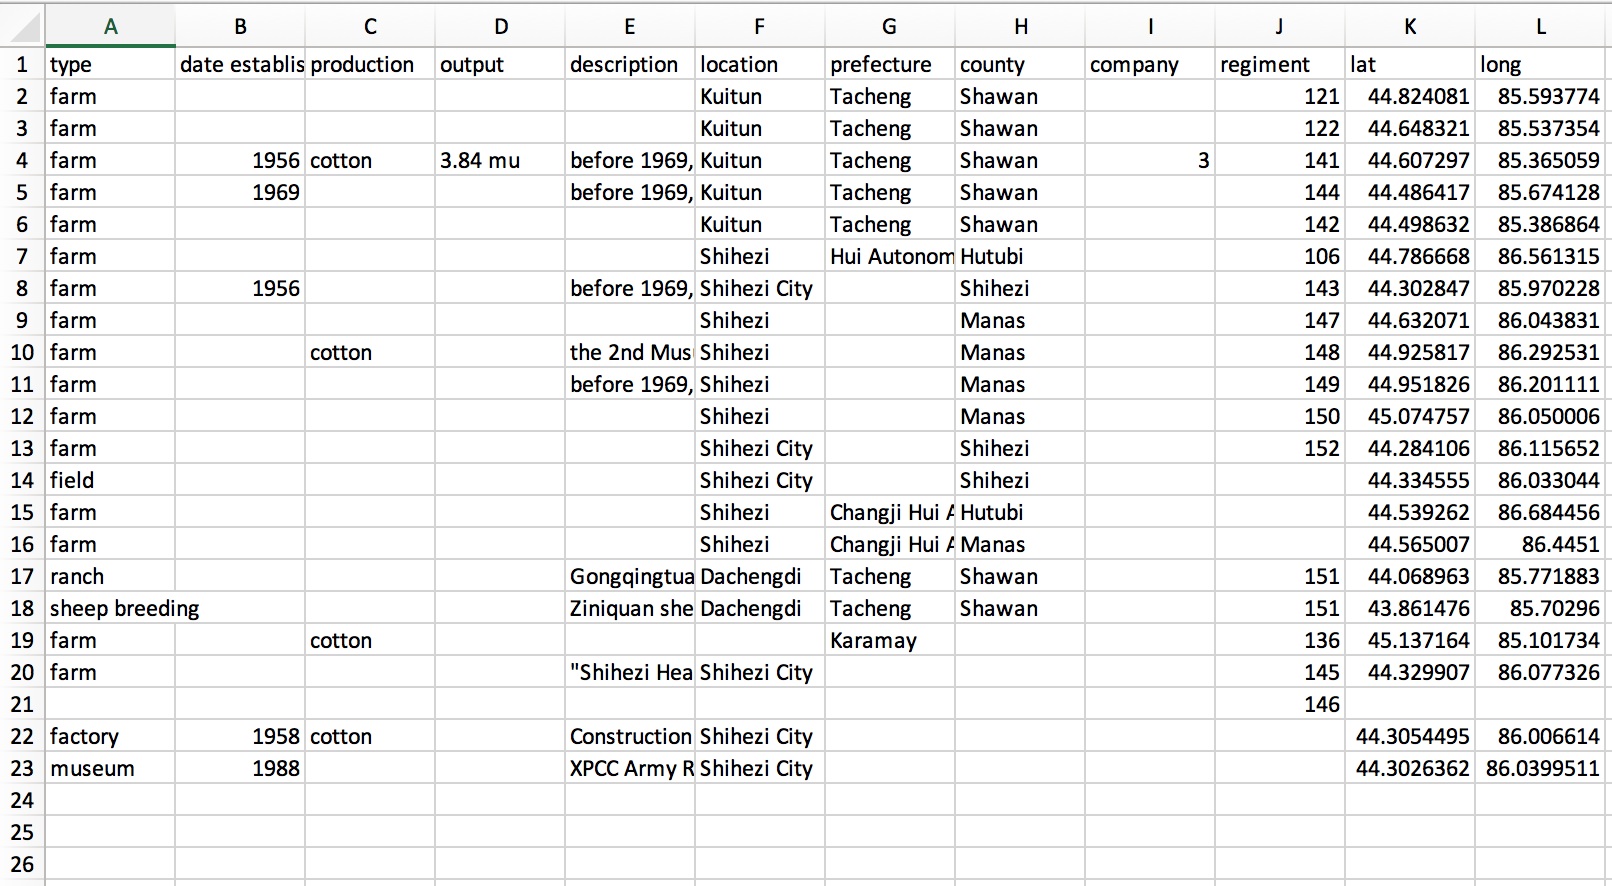 A B C D E F G H I J K L
1 type date establis production output description location prefecture county company regiment lat long
2 farm Kuitun Tacheng Shawan 121 44.824081 85.593774
3 farm Kuitun Tacheng Shawan 122 44.648321 85.537354
4 farm 1956 cotton 3.84 mu before 1969, Kuitun Tacheng Shawan 3 141 44.607297 85.365059
5 farm 1969 before 1969, Kuitun Tacheng Shawan 144 44.486417 85.674128
6 farm Kuitun Tacheng Shawan 142 44.498632 85.386864
7 farm Shihezi Hui Autonom Hutubi 106 44.786668 86.561315
8 farm 1956 before 1969, Shihezi City Shihezi 143 44.302847 85.970228
9 farm Shihezi Manas 147 44.632071 86.043831
10 farm cotton the 2nd Mus Shihezi Manas 148 44.925817 86.292531
11 farm before 1969, Shihezi Manas 149 44.951826 86.201111
12 farm Shihezi Manas 150 45.074757 86.050006
13 farm Shihezi City Shihezi 152 44.284106 86.115652
14 field Shihezi City Shihezi 44.334555 86.033044
15 farm Shihezi Changji Hui A Hutubi 44.539262 86.684456
16 farm Shihezi Changji Hui A Manas 44.565007 86.4451
17 ranch Gongqingtua Dachengdi Tacheng Shawan 151 44.068963 85.771883
18 sheep breeding Ziniquan she Dachengdi Tacheng Shawan 151 43.861476 85.70296
19 farm cotton Karamay 136 45.137164 85.101734
20 farm "Shihezi Hea Shihezi City 145 44.329907 86.077326
21 146
22 factory 1958 cotton Construction Shihezi City 44.3054495 86.006614
23 museum 1988 XPCC Army R Shihezi City 44.3026362 86.0399511
24
25
26